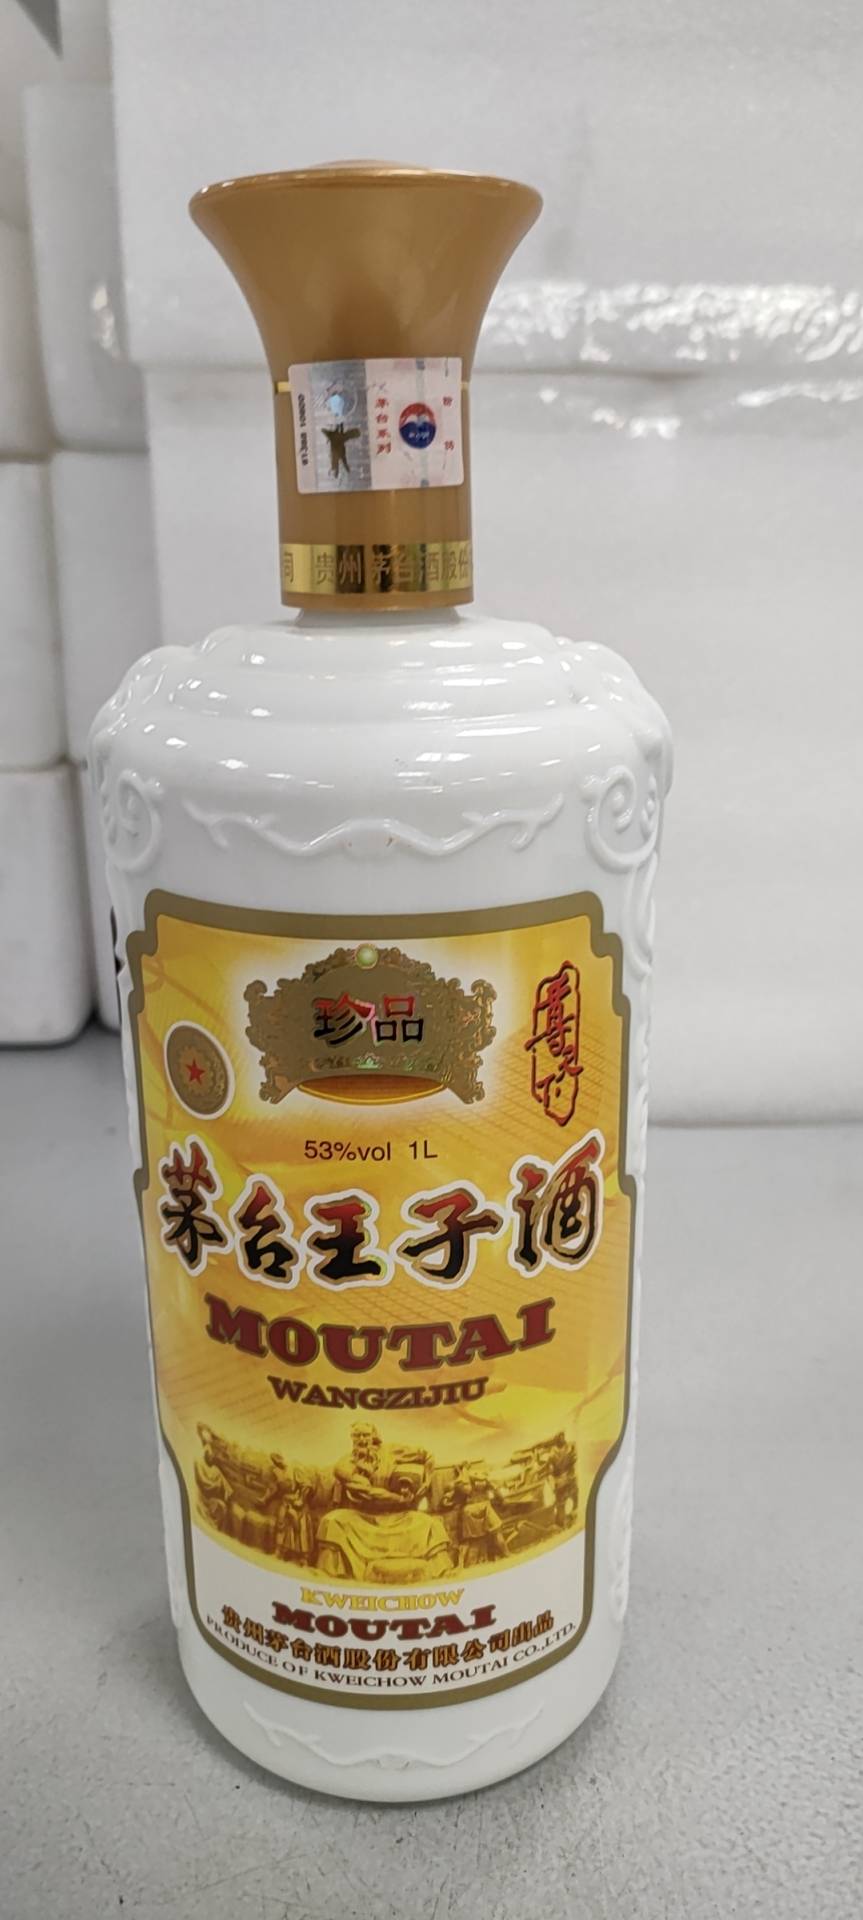 茅台系列
司 贵州茅台酒股份
珍品
尊天下
53%vol 1L
茅台王子酒
MOUTAI
WANGZIJIU
KWEICHOW
MOUTAI
贵州茅台酒股份有限公司出品
PRODUCE OF KWEICHOW MOUTAI CO.,LTD.